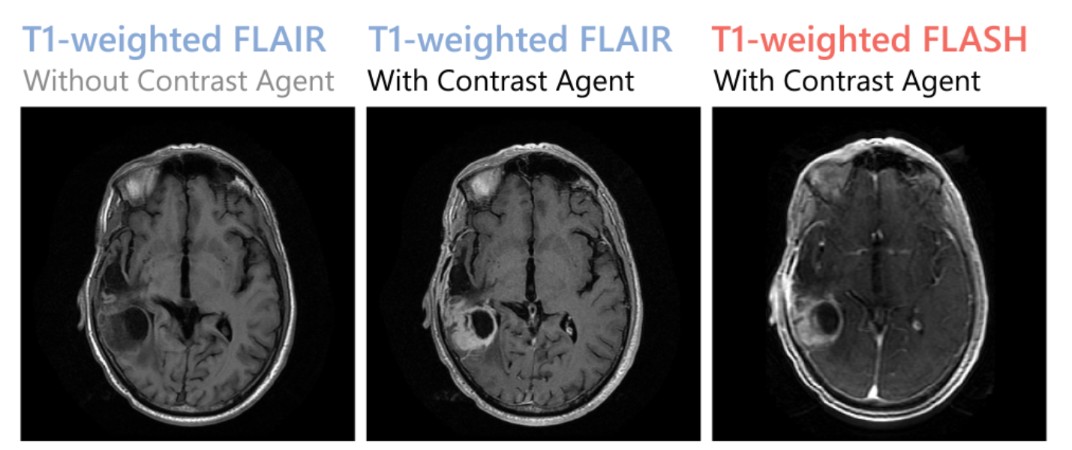 T1-weighted FLAIR
Without Contrast Agent
T1-weighted FLAIR
With Contrast Agent
T1-weighted FLASH
With Contrast Agent